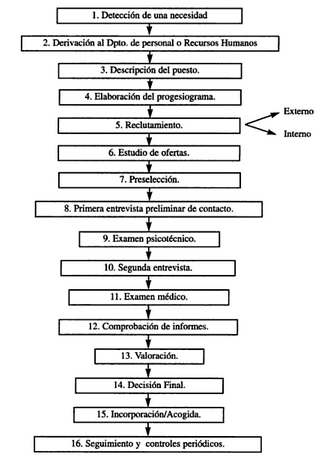 1. Detección de una necesidad
2. Derivación al Dpto. de personal o Recursos Humanos
3. Descripción del puesto.
4. Elaboración del progesiograma.
5. Reclutamiento.
Externo
Interno
6. Estudio de ofertas.
7. Preselección.
8. Primera entrevista preliminar de contacto.
9. Examen psicotécnico.
10. Segunda entrevista.
11. Examen médico.
12. Comprobación de informes.
13. Valoración.
14. Decisión Final.
15. Incorporación/Acogida.
16. Seguimiento y controles periódicos.